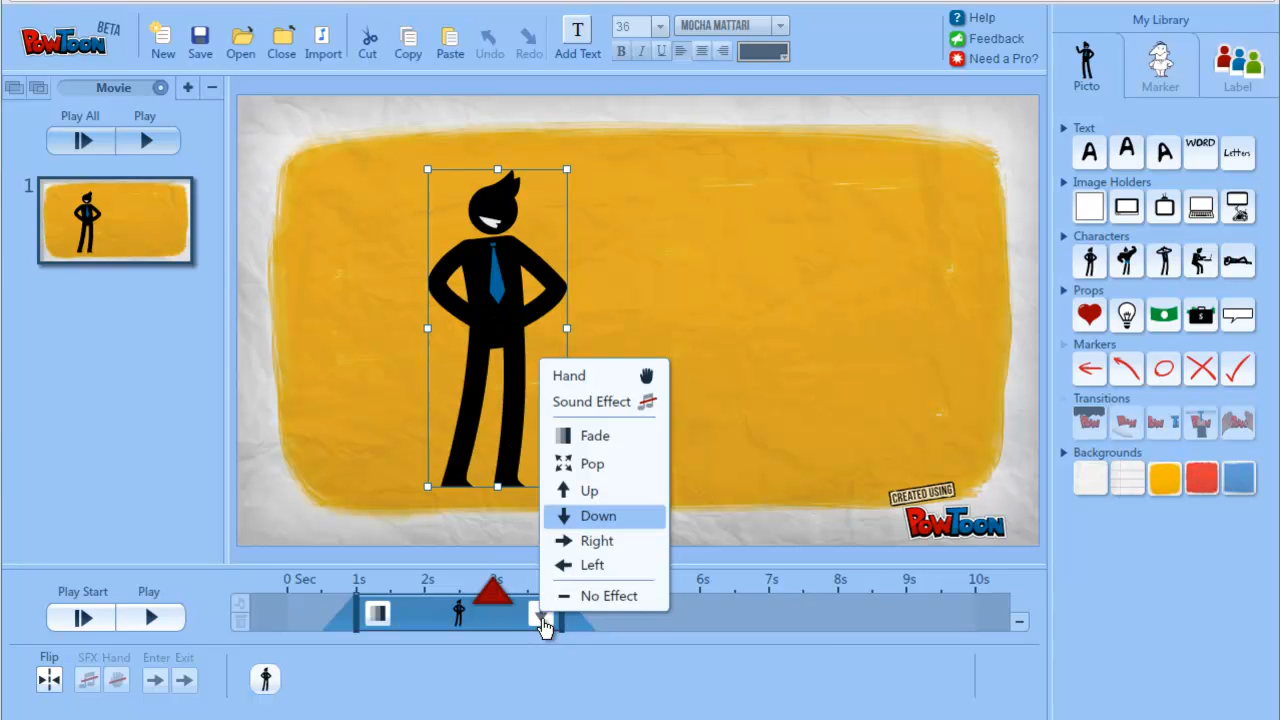 POWTOON BETA
New
Save
Open
Close
Import
Cut
Copy
Paste
Undo
Redo
T
Add Text
36
MOCHA MATTARI
B I U
Help
Feedback
Need a Pro?
My Library
Picto
Marker
Label
Movie
Play All
Play
1
Text
A
A
A
WORD
Letters
Image Holders
Characters
Props
Markers
Transitions
Backgrounds
Hand
Sound Effect
Fade
Pop
Up
Down
Right
Left
No Effect
CREATED USING
POWTOON
Play Start
Play
0 Sec
1s
2s
3s
6s
7s
8s
9s
10s
Flip
SFX
Hand
Enter
Exit